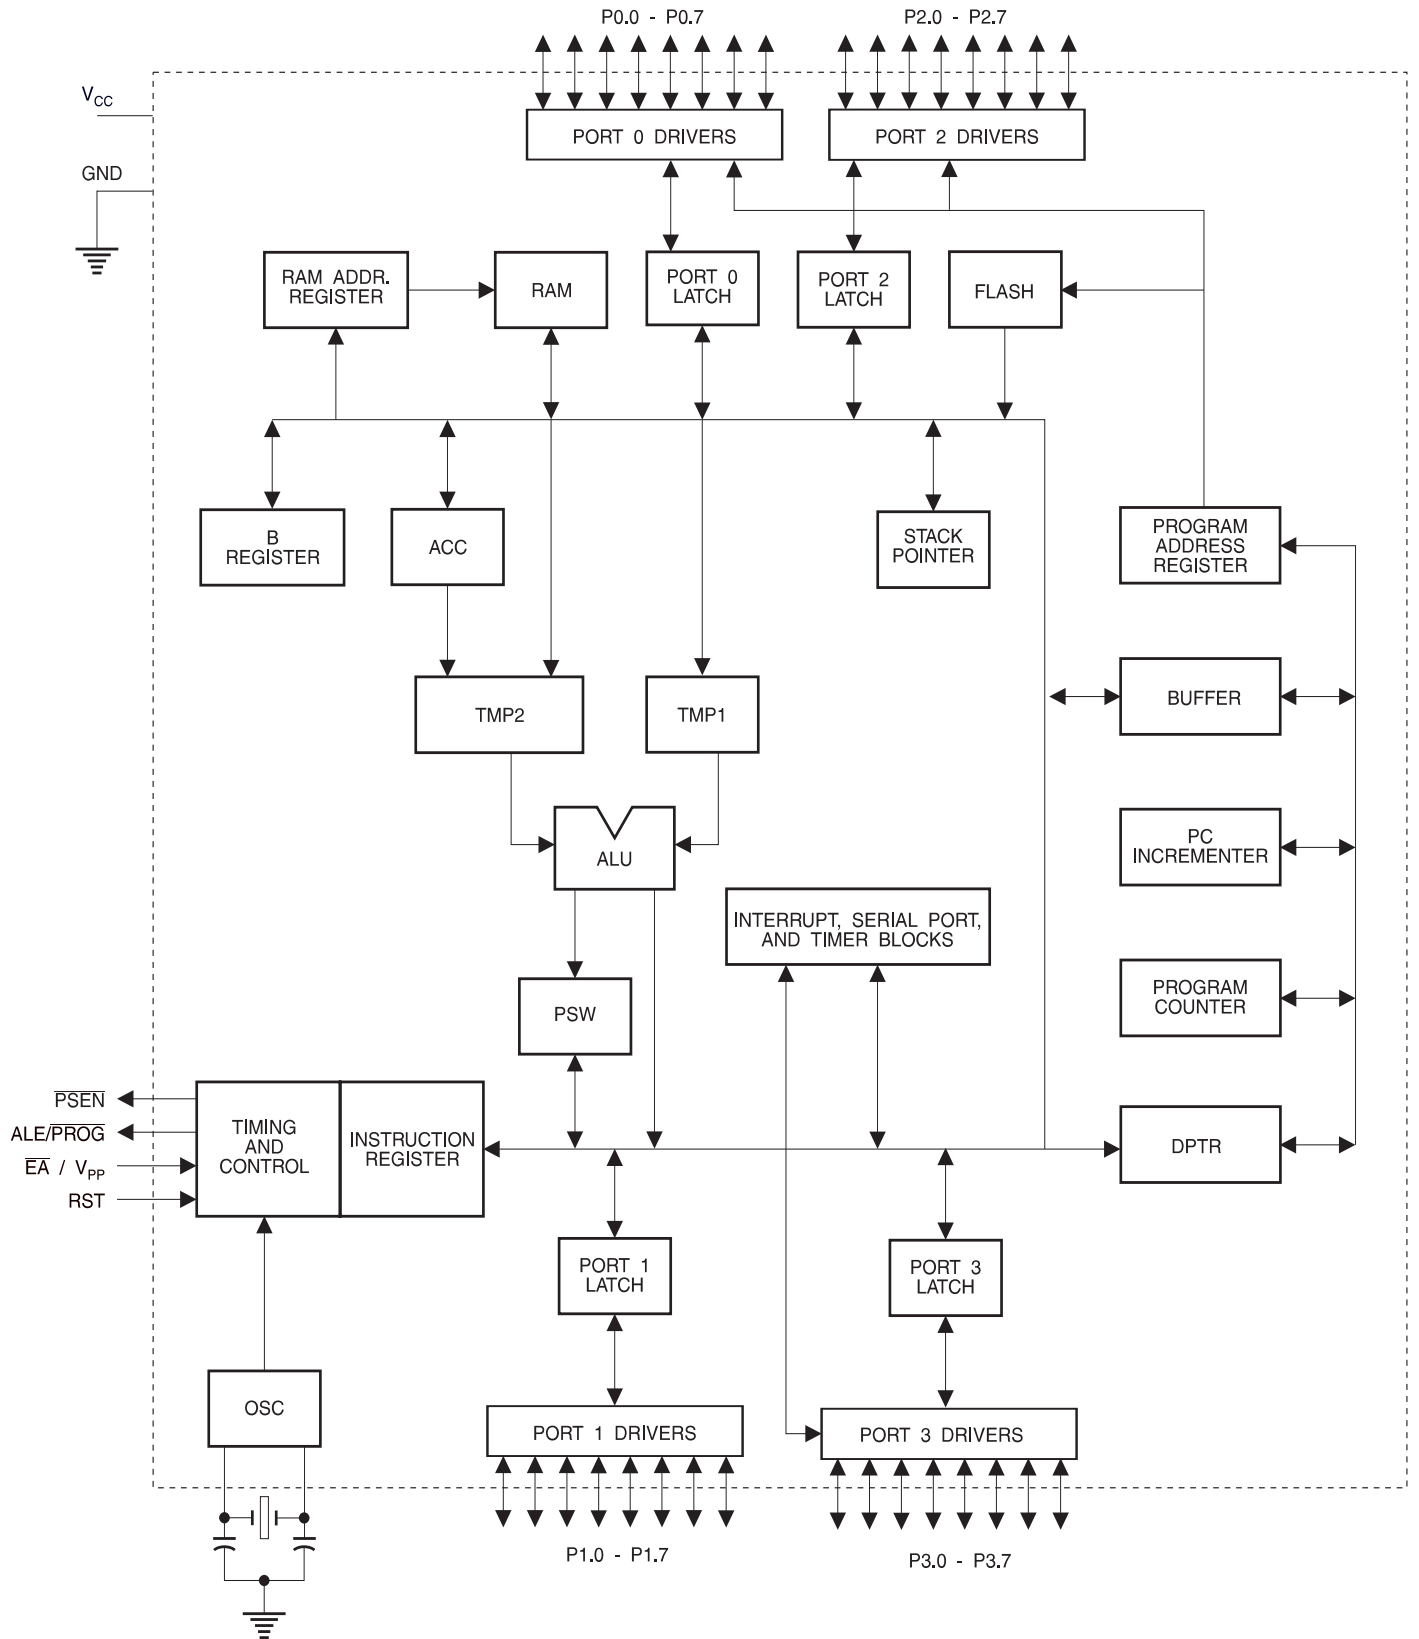 P0.0 - P0.7
P2.0 - P2.7
VCC
PORT 0 DRIVERS
PORT 2 DRIVERS
GND
RAM ADDR.
REGISTER
RAM
PORT 0
LATCH
PORT 2
LATCH
FLASH
B
REGISTER
ACC
STACK
POINTER
PROGRAM
ADDRESS
REGISTER
TMP2
TMP1
BUFFER
ALU
PC
INCREMENTER
INTERRUPT, SERIAL PORT,
AND TIMER BLOCKS
PSW
PROGRAM
COUNTER
PSEN
ALE/PROG
EA / VPP
RST
TIMING
AND
CONTROL
INSTRUCTION
REGISTER
DPTR
PORT 1
LATCH
PORT 3
LATCH
OSC
PORT 1 DRIVERS
PORT 3 DRIVERS
P1.0 - P1.7
P3.0 - P3.7